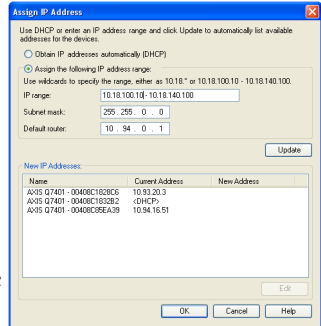 Assign IP Address
Use DHCP or enter an IP address range and click Update to automatically list available
addresses for the devices.
Obtain IP addresses automatically (DHCP)
Assign the following IP address range:
Use wildcards to specify the range, either as 10.18.* or 10.18.100.10 - 10.18.140.100.
IP range: 10.18.100.10 - 10.18.140.100
Subnet mask: 255 . 255 . 0 . 0
Default router: 10 . 94 . 0 . 1
Update
New IP Addresses:
Name Current Address New Address
AXIS Q7401 - 00408C1828C6 10.93.20.3
AXIS Q7401 - 00408C1832B2 <DHCP>
AXIS Q7401 - 00408C85EA39 10.94.16.51
Edit
OK Cancel Help